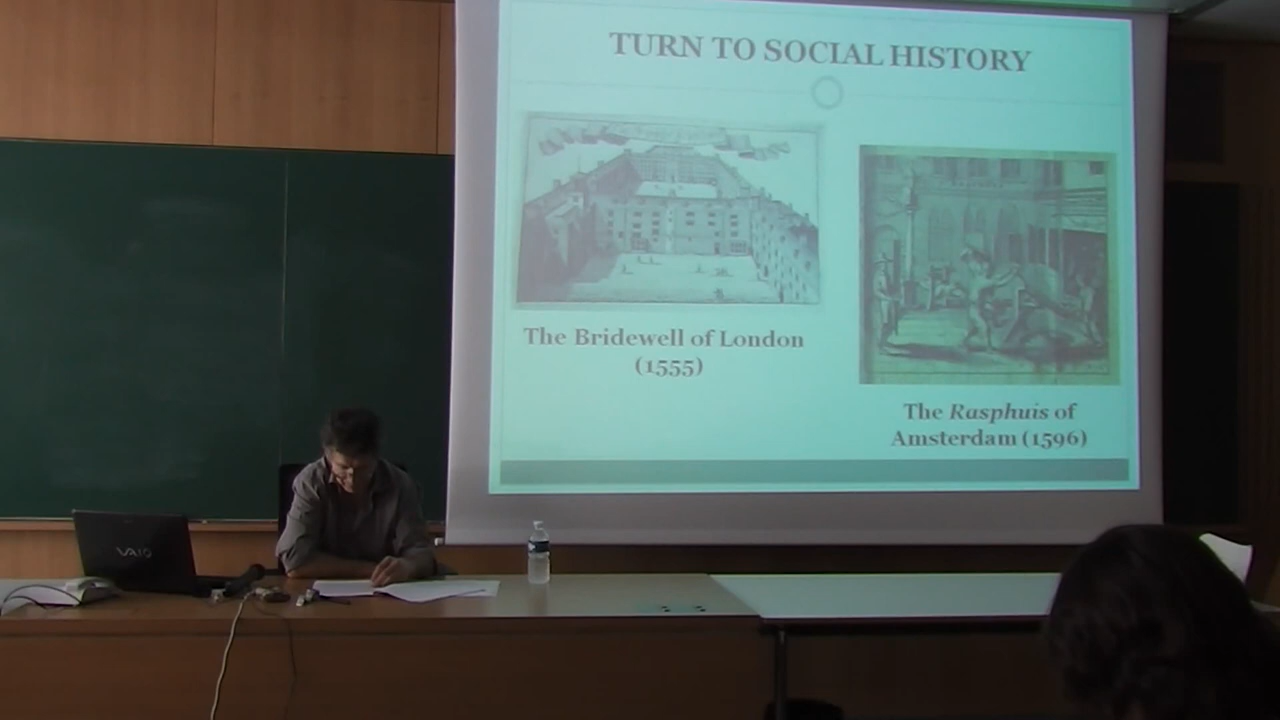 TURN TO SOCIAL HISTORY
The Bridewell of London
(1555)
The Rasphuis of
Amsterdam (1596)
VAIO